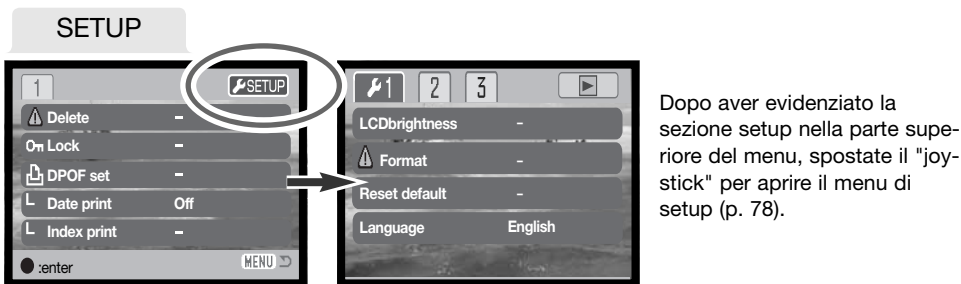 SETUP
1 SETUP
Delete –
Lock –
DPOF set –
Date print Off
Index print –
:enter MENU
1 2 3
LCDbrightness –
Format –
Reset default –
Language English
Dopo aver evidenziato la
sezione setup nella parte supe-
riore del menu, spostate il "joy-
stick" per aprire il menu di
setup (p. 78).